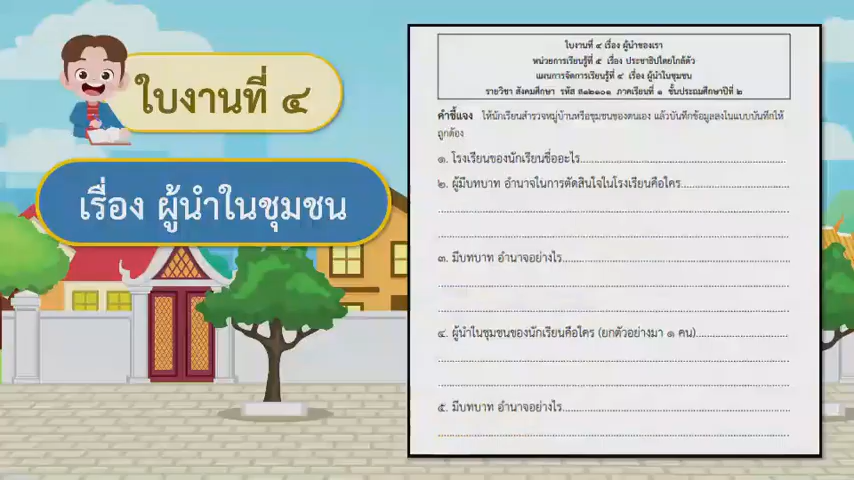 ใบงานที่ ๔
เรื่อง ผู้นำในชุมชน
ใบงานที่ ๔ เรื่อง ผู้นำของเรา
หน่วยการเรียนรู้ที่ ๕ เรื่อง ประชาธิปไตยใกล้ตัว
แผนการจัดการเรียนรู้ที่ ๔ เรื่อง ผู้นำในชุมชน
รายวิชา สังคมศึกษา รหัส ส๑๒๑๐๑ ภาคเรียนที่ ๑ ชั้นประถมศึกษาปีที่ ๒
คำชี้แจง ให้นักเรียนสำรวจหมู่บ้านหรือชุมชนของตนเอง แล้วบันทึกข้อมูลลงในแบบบันทึกให้
ถูกต้อง
๑. โรงเรียนของนักเรียนชื่ออะไร
๒. ผู้มีบทบาท อำนาจในการตัดสินใจในโรงเรียนคือใคร
๓. มีบทบาท อำนาจอย่างไร
๔. ผู้นำในชุมชนของนักเรียนคือใคร (ยกตัวอย่างมา ๑ คน)
๕. มีบทบาท อำนาจอย่างไร